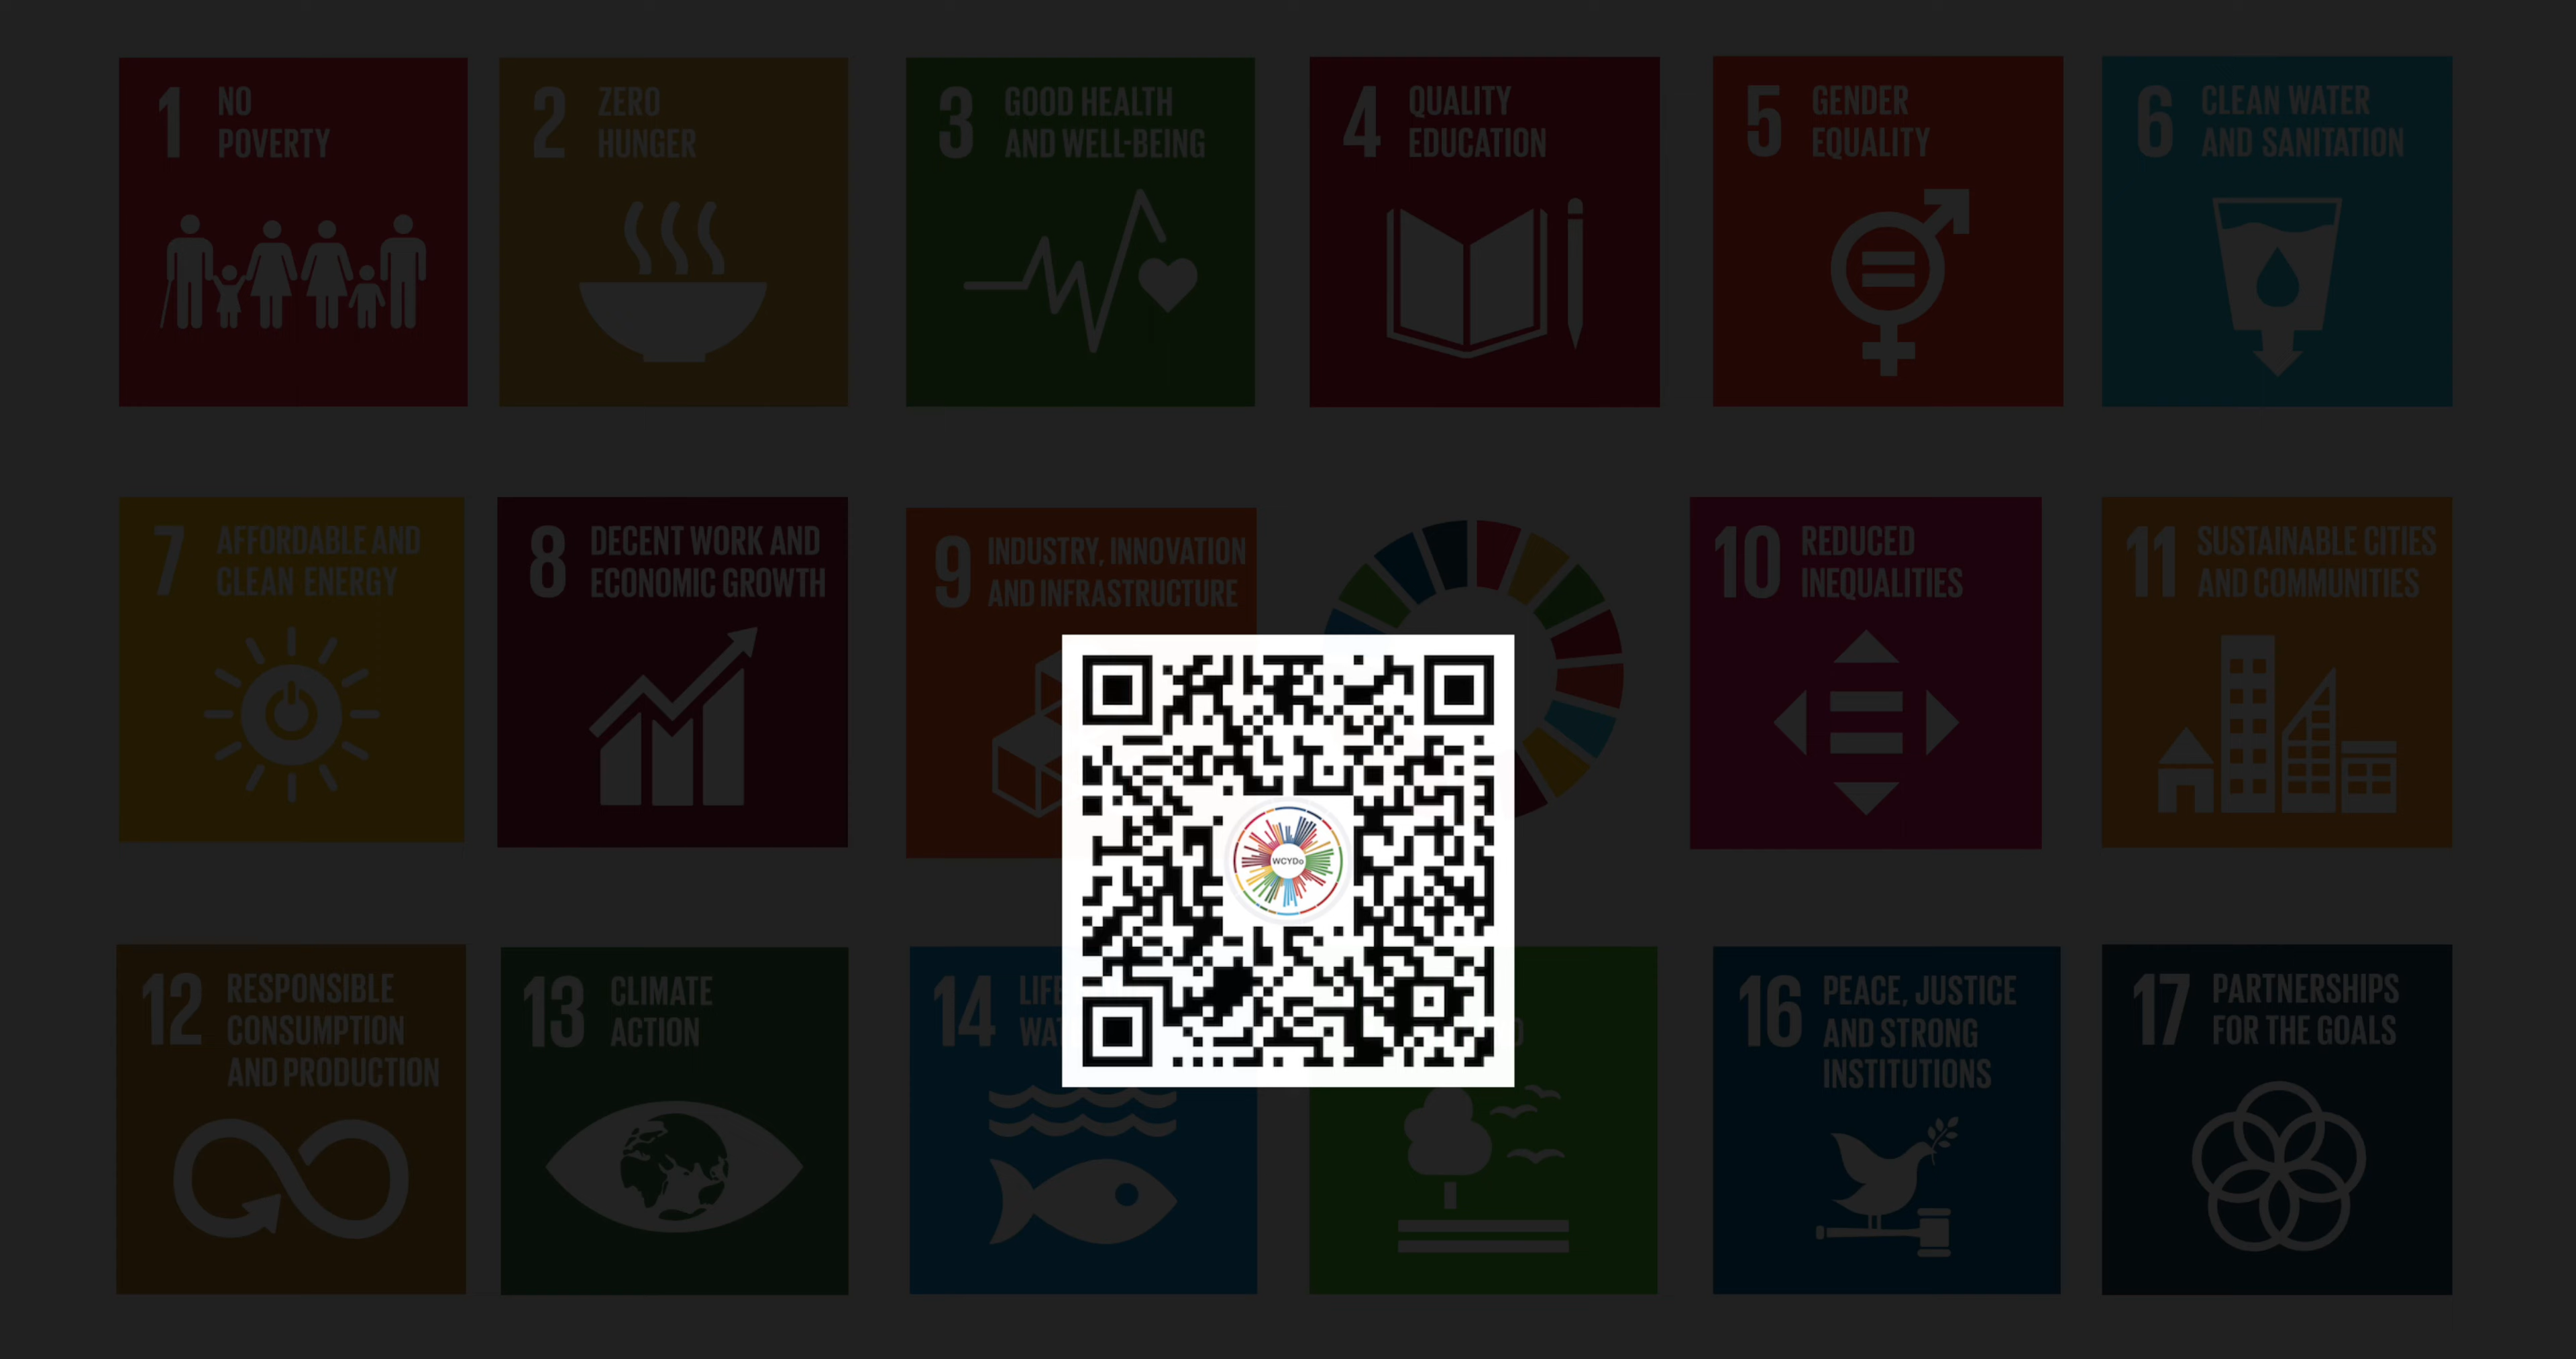 1 NO
POVERTY
2 ZERO
HUNGER
3 GOOD HEALTH
AND WELL-BEING
4 QUALITY
EDUCATION
5 GENDER
EQUALITY
6 CLEAN WATER
AND SANITATION
7 AFFORDABLE AND
CLEAN ENERGY
8 DECENT WORK AND
ECONOMIC GROWTH
9 INDUSTRY, INNOVATION
AND INFRASTRUCTURE
10 REDUCED
INEQUALITIES
11 SUSTAINABLE CITIES
AND COMMUNITIES
WCYDo
12 RESPONSIBLE
CONSUMPTION
AND PRODUCTION
13 CLIMATE
ACTION
14
16 PEACE, JUSTICE
AND STRONG
INSTITUTIONS
17 PARTNERSHIPS
FOR THE GOALS